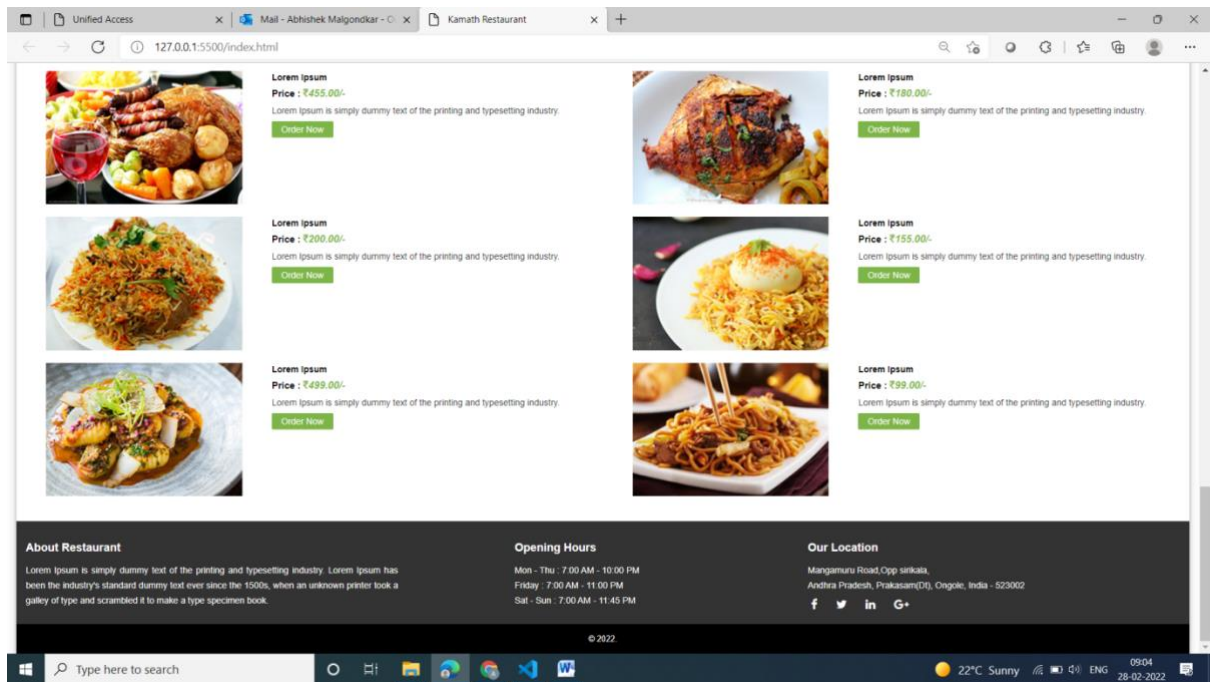 Unified Access
Mail - Abhishek Malgondkar - O
Kamath Restaurant
127.0.0.1:5500/index.html
Lorem Ipsum
Price : ₹455.00/-
Lorem Ipsum is simply dummy text of the printing and typesetting industry.
Order Now
Lorem Ipsum
Price : ₹180.00/-
Lorem Ipsum is simply dummy text of the printing and typesetting industry.
Order Now
Lorem Ipsum
Price : ₹200.00/-
Lorem Ipsum is simply dummy text of the printing and typesetting industry.
Order Now
Lorem Ipsum
Price : ₹155.00/-
Lorem Ipsum is simply dummy text of the printing and typesetting industry.
Order Now
Lorem Ipsum
Price : ₹499.00/-
Lorem Ipsum is simply dummy text of the printing and typesetting industry.
Order Now
Lorem Ipsum
Price : ₹99.00/-
Lorem Ipsum is simply dummy text of the printing and typesetting industry.
Order Now
About Restaurant
Lorem Ipsum is simply dummy text of the printing and typesetting industry. Lorem Ipsum has
been the industry's standard dummy text ever since the 1500s, when an unknown printer took a
galley of type and scrambled it to make a type specimen book.
Opening Hours
Mon - Thu : 7:00 AM - 10:00 PM
Friday : 7:00 AM - 11:00 PM
Sat - Sun : 7:00 AM - 11:45 PM
Our Location
Mangamuru Road,Opp sirikala,
Andhra Pradesh, Prakasam(Dt), Ongole, India - 523002
© 2022.
Type here to search
22°C Sunny
ENG
09:04
28-02-2022